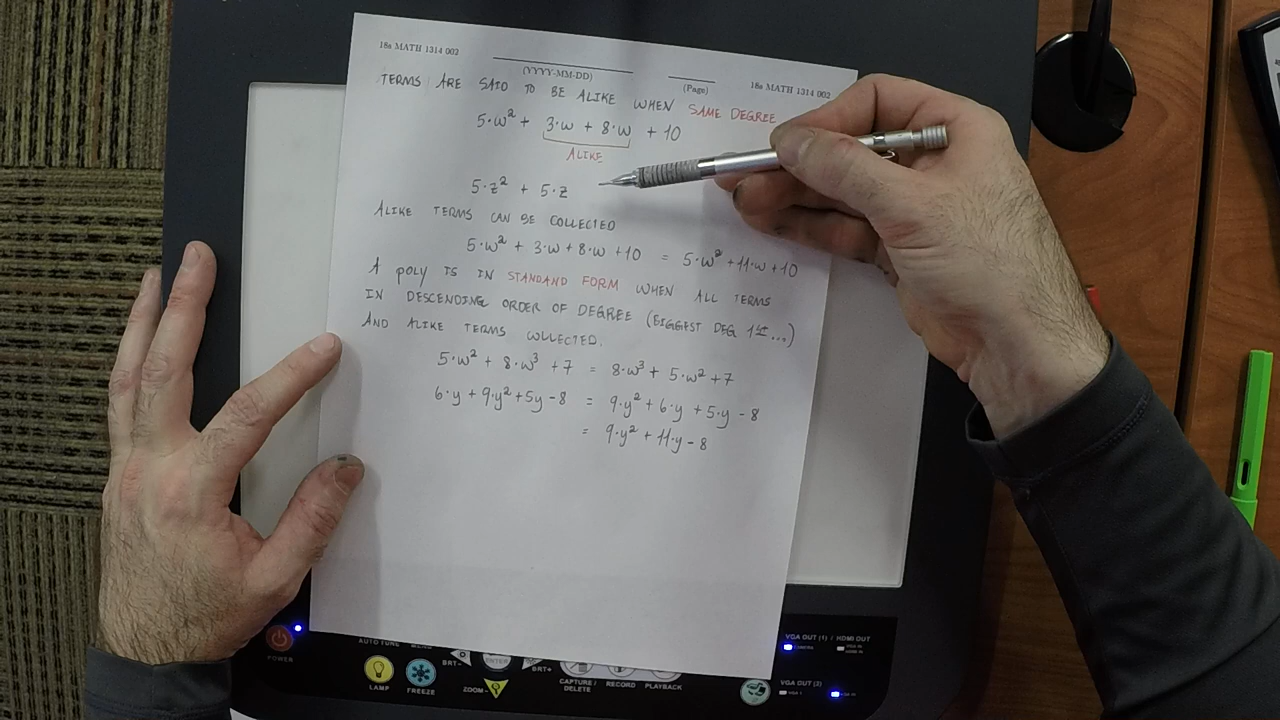 18s MATH 1314 002
(YYYY-MM-DD)
(Page)
18s MATH 1314 002
TERMS ARE SAID TO BE ALIKE WHEN SAME DEGREE
5·w² + 3·w + 8·w + 10
ALIKE
5·z² + 5·z
ALIKE TERMS CAN BE COLLECTED
5·w² + 3·w + 8·w + 10 = 5·w² + 11·w + 10
A POLY IS IN STANDARD FORM WHEN ALL TERMS
IN DESCENDING ORDER OF DEGREE (BIGGEST DEG 1st...)
AND ALIKE TERMS COLLECTED.
5·w² + 8·w³ + 7 = 8·w³ + 5·w² + 7
6·y + 9·y² + 5y - 8 = 9·y² + 6·y + 5·y - 8
= 9·y² + 11·y - 8
POWER
LAMP
FREEZE
BRT-
ZOOM-
BRT+
CAPTURE / DELETE
RECORD
PLAYBACK
VGA OUT (1) / HDMI OUT
VGA OUT (2)